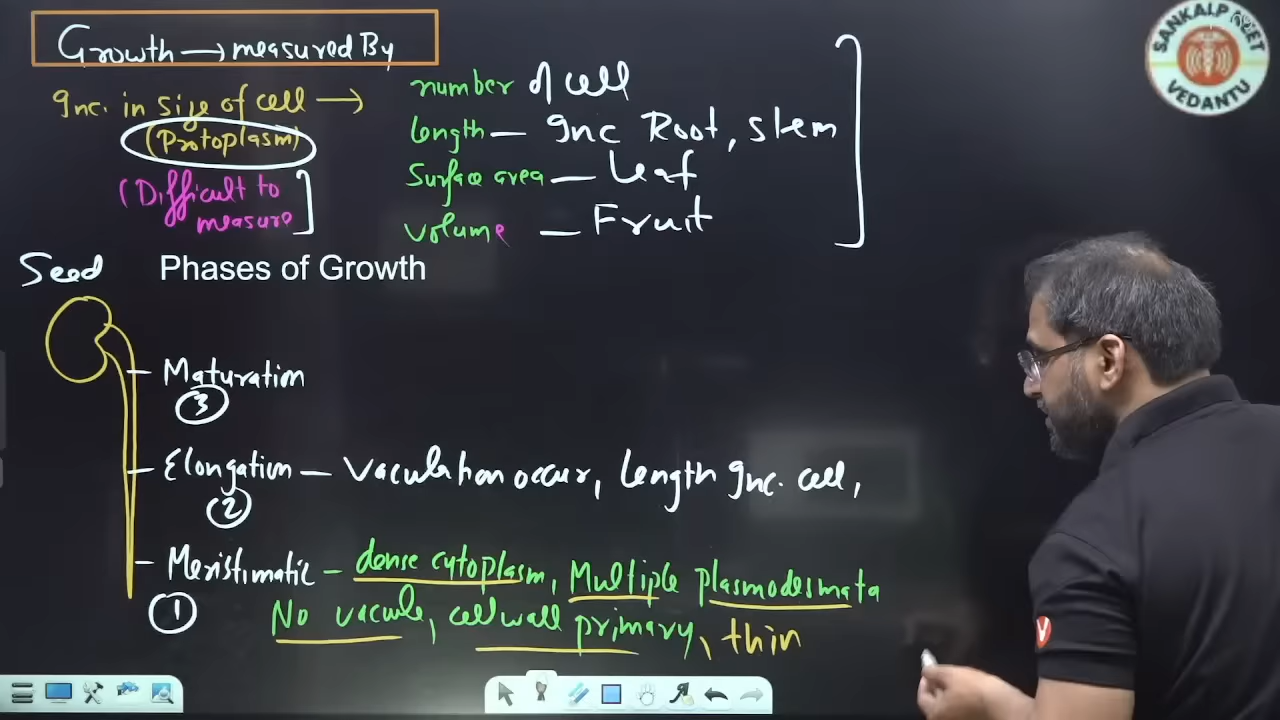 Growth → measured By
Inc. in size of cell →
(Protoplasm)
(Difficult to
measure]
number of cell
length — Inc Root, Stem
Surface area — Leaf
volume — Fruit
SANKALP NEET
VEDANTU
Seed Phases of Growth
Maturation
3
Elongation — Vaculation occur, length Inc. cell,
2
Meristimatic – dense cytoplasm, Multiple plasmodesmata
1
No vacule, cell wall primary, thin
V